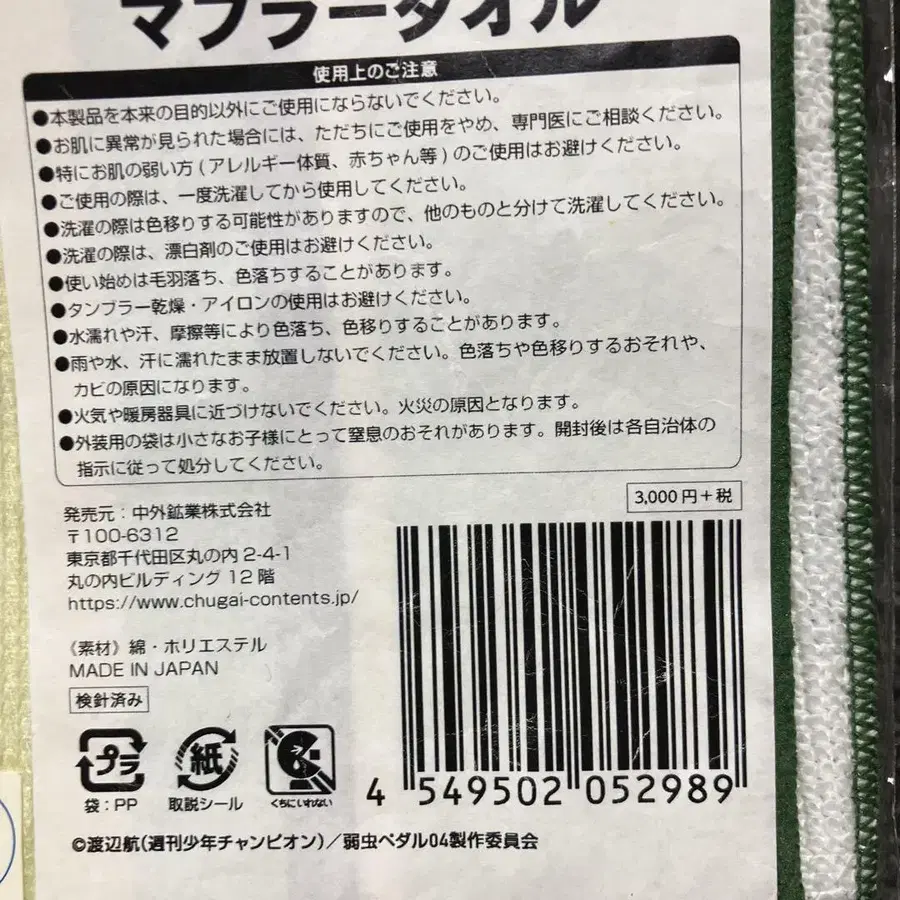 マフラータオル
使用上のご注意
●本製品を本来の目的以外にご使用にならないでください。
●お肌に異常が見られた場合には、ただちにご使用をやめ、専門医にご相談ください。
●特にお肌の弱い方(アレルギー体質、赤ちゃん等)のご使用はお避けください。
●ご使用の際は、一度洗濯してから使用してください。
●洗濯の際は色移りする可能性がありますので、他のものと分けて洗濯してください。
●洗濯の際は、漂白剤のご使用はお避けください。
●使い始めは毛羽落ち、色落ちすることがあります。
●タンブラー乾燥・アイロンの使用はお避けください。
●水濡れや汗、摩擦等により色落ち、色移りすることがあります。
●雨や水、汗に濡れたまま放置しないでください。色落ちや色移りするおそれや、
カビの原因になります。
●火気や暖房器具に近づけないでください。火災の原因となります。
●外装用の袋は小さなお子様にとって窒息のおそれがあります。開封後は各自治体の
指示に従って処分してください。
3,000円+税
発売元:中外鉱業株式会社
〒100-6312
東京都千代田区丸の内2-4-1
丸の内ビルディング12階
https://www.chugai-contents.jp/
《素材》綿・ポリエステル
MADE IN JAPAN
検針済み
プラ
紙
袋:PP
取説シール
くちにいれない
4 549502 052989
©渡辺航(週刊少年チャンピオン)/弱虫ペダル04製作委員会